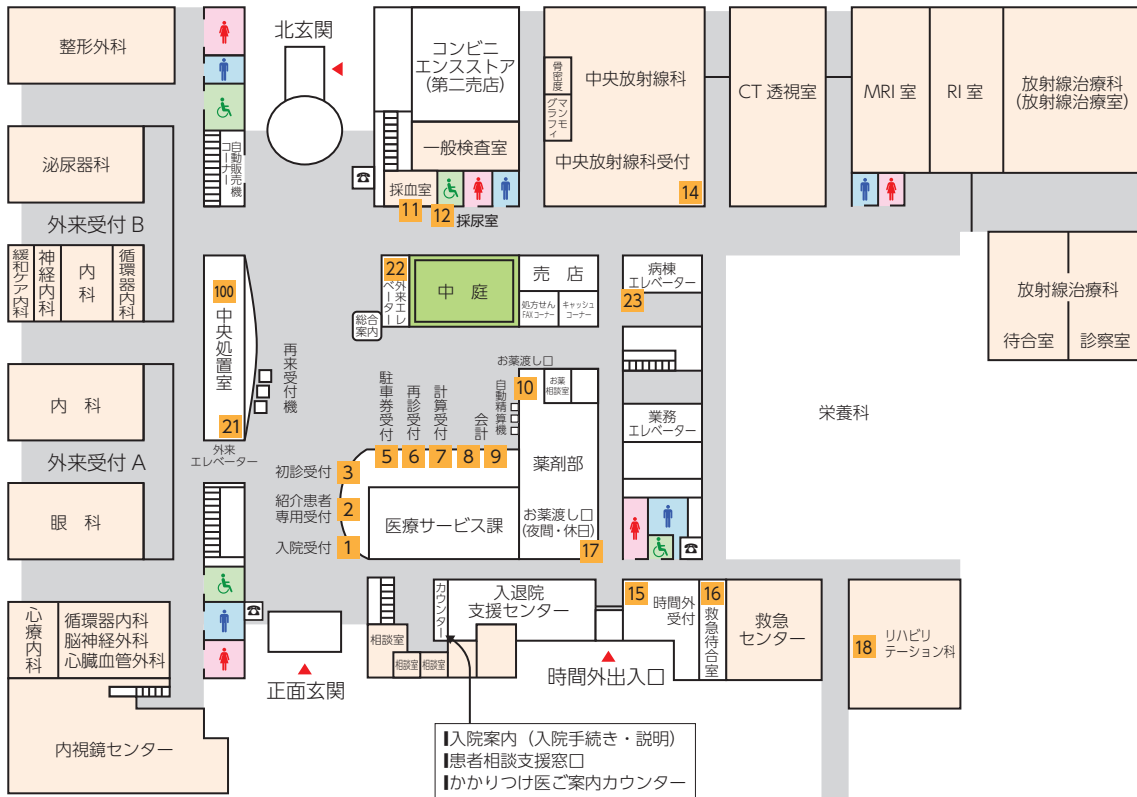 整形外科
北玄関
コンビニ
エンスストア
(第二売店)
骨密度
マンモ
グラフィ
中央放射線科
CT 透視室
MRI 室
RI 室
放射線治療科
(放射線治療室)
泌尿器科
自動販売機
コーナー
一般検査室
中央放射線科受付
採血室
11
12
採尿室
14
外来受付 B
緩和ケア内科
神経内科
内科
循環器内科
100
中央処置室
21
再来受付機
22
外来エレ
ベーター
中 庭
売 店
処方せん
FAXコーナー
キャッシュ
コーナー
病棟
エレベーター
23
放射線治療科
待合室
診察室
総合
案内
お薬渡し口
10
お薬
相談室
自動精算機
駐車券受付
再診受付
計算受付
会計
5
6
7
8
9
内 科
業務
エレベーター
栄養科
外来
エレベーター
外来受付 A
初診受付
3
薬剤部
紹介患者
専用受付
2
医療サービス課
お薬渡し口
(夜間・休日)
入院受付
1
17
眼 科
心療内科
循環器内科
脳神経外科
心臓血管外科
カウンター
入退院
支援センター
15
時間外
受付
16
救急待合室
救急
センター
18
リハビリ
テーション科
相談室
相談室
相談室
正面玄関
時間外出入口
内視鏡センター
入院案内（入院手続き・説明）
患者相談支援窓口
かかりつけ医ご案内カウンター